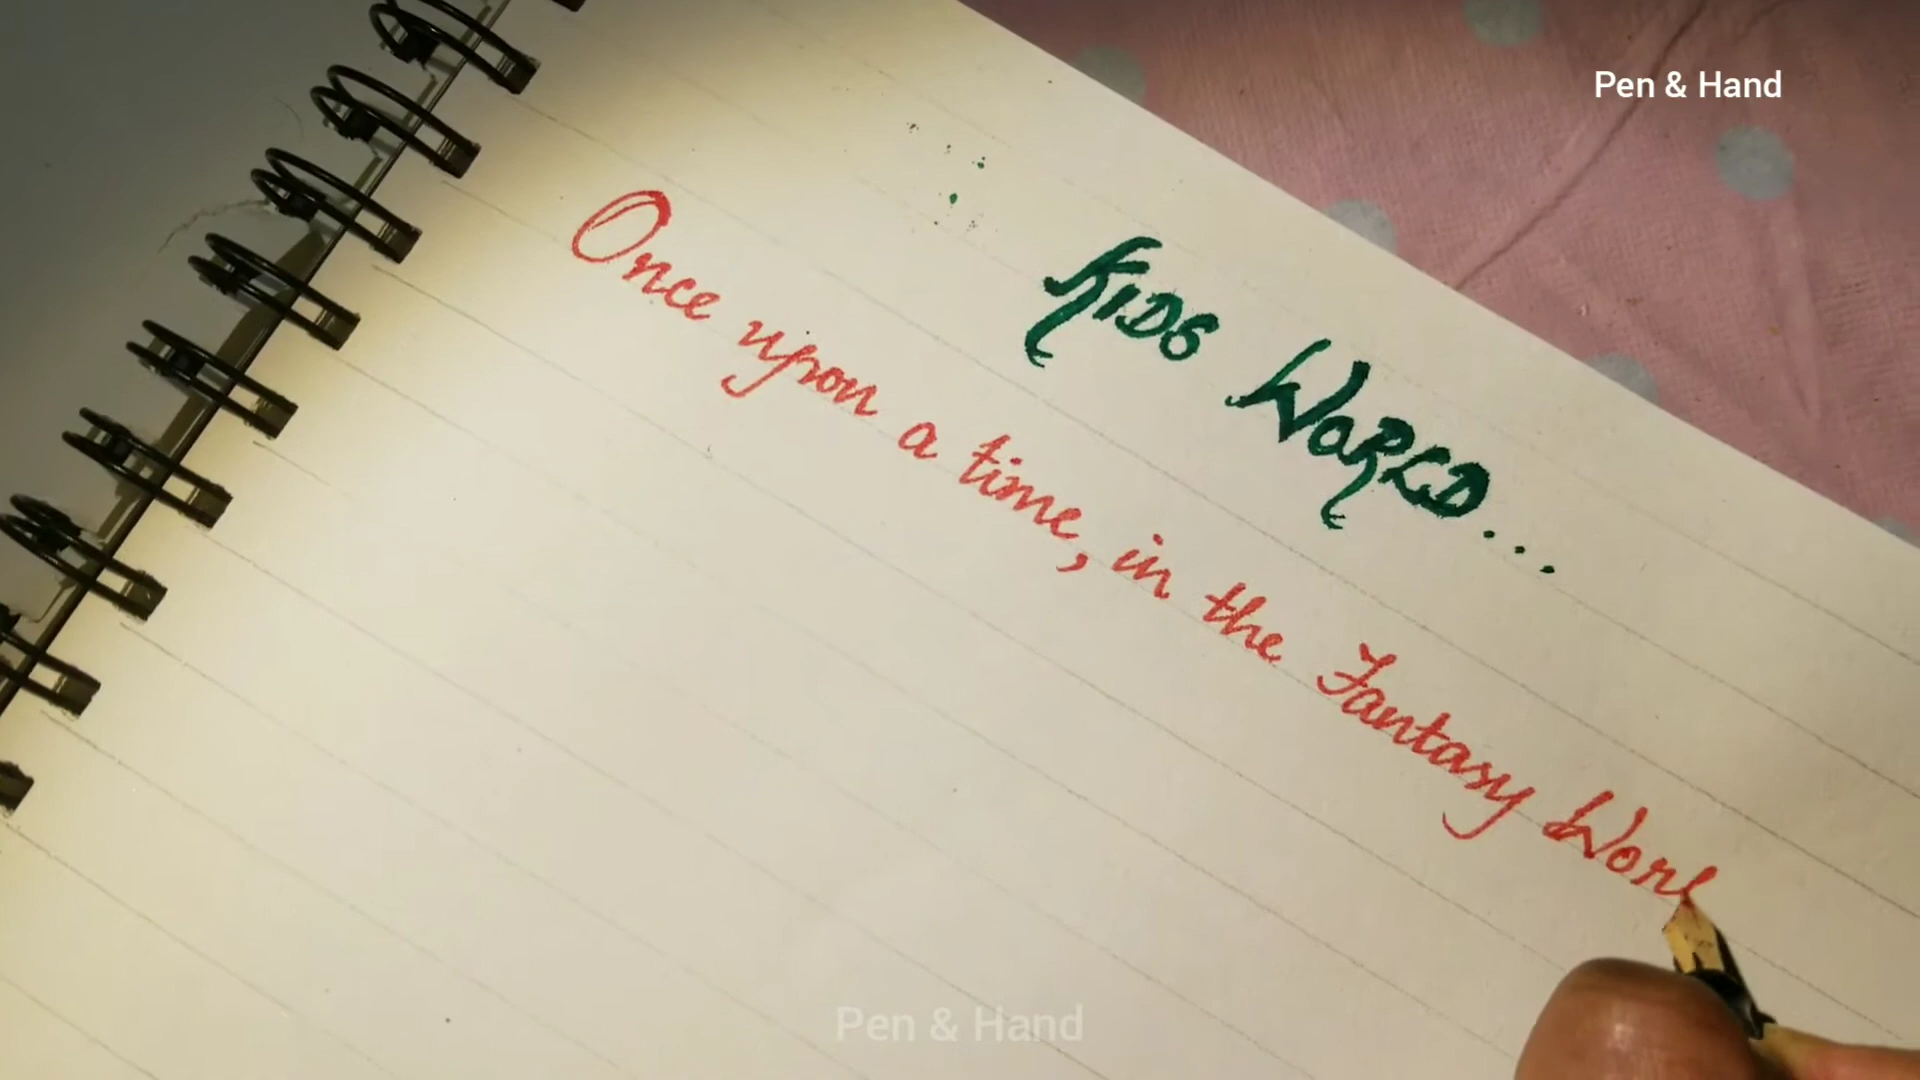 Pen & Hand
KIDS WORLD...
Once upon a time, in the Fantasy Worl
Pen & Hand